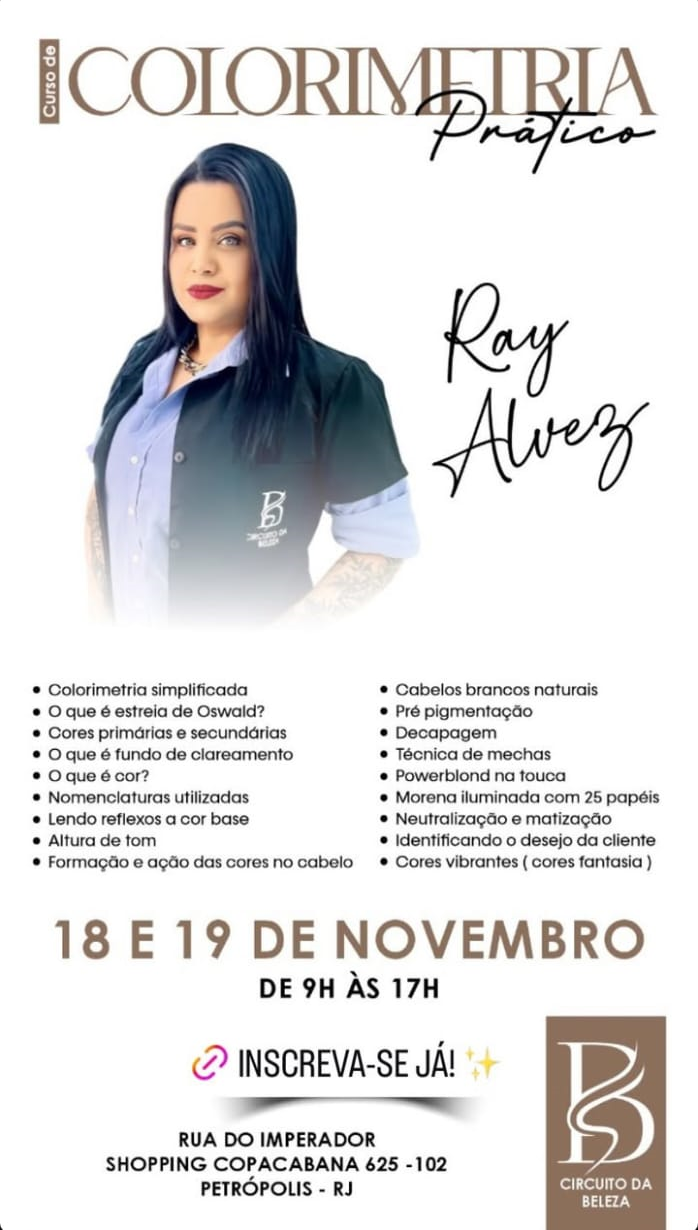 Curso de
COLORIMETRIA
Prático
Ray
Alvez
CIRCUITO DA
BELEZA
• Colorimetria simplificada
• O que é estreia de Oswald?
• Cores primárias e secundárias
• O que é fundo de clareamento
• O que é cor?
• Nomenclaturas utilizadas
• Lendo reflexos a cor base
• Altura de tom
• Formação e ação das cores no cabelo
• Cabelos brancos naturais
• Pré pigmentação
• Decapagem
• Técnica de mechas
• Powerblond na touca
• Morena iluminada com 25 papéis
• Neutralização e matização
• Identificando o desejo da cliente
• Cores vibrantes ( cores fantasia )
18 E 19 DE NOVEMBRO
DE 9H ÀS 17H
INSCREVA-SE JÁ!
RUA DO IMPERADOR
SHOPPING COPACABANA 625 -102
PETRÓPOLIS - RJ
CIRCUITO DA
BELEZA